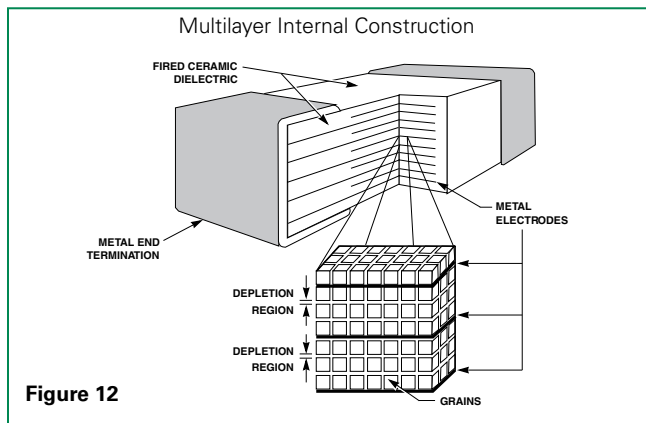 Multilayer Internal Construction
FIRED CERAMIC
DIELECTRIC
METAL
ELECTRODES
METAL END
TERMINATION
DEPLETION
REGION
DEPLETION
REGION
GRAINS
Figure 12